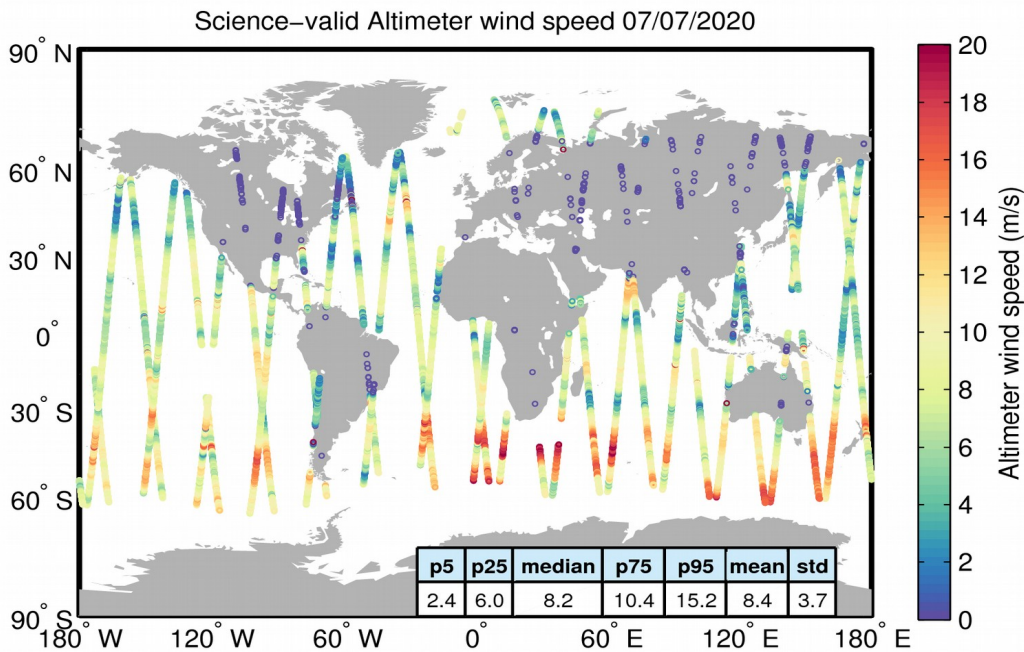 Science−valid Altimeter wind speed 07/07/2020
90° N
60° N
30° N
0°
30° S
60° S
90° S
180° W
120° W
60° W
0°
60° E
120° E
180° E
p5 p25 median p75 p95 mean std
2.4 6.0 8.2 10.4 15.2 8.4 3.7
20
18
16
14
12
10
8
6
4
2
0
Altimeter wind speed (m/s)